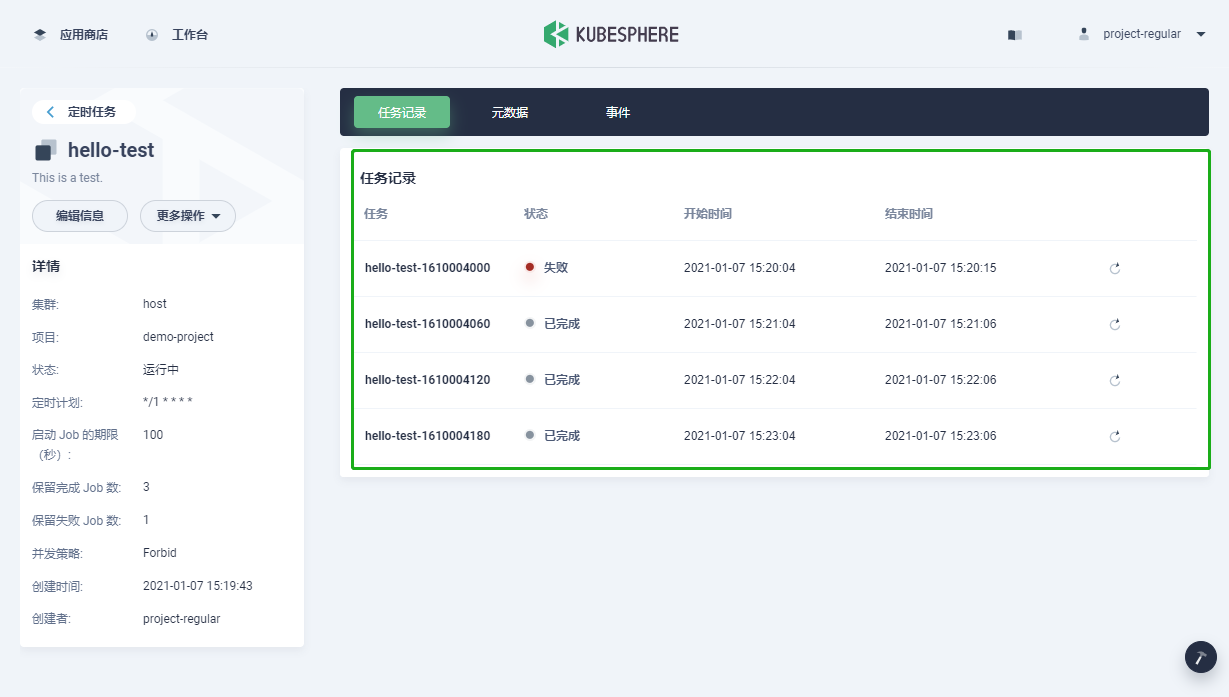 应用商店 工作台 KUBESPHERE project-regular
定时任务
hello-test
This is a test.
编辑信息 更多操作
详情
集群: host
项目: demo-project
状态: 运行中
定时计划: */1 * * * *
启动 Job 的期限 100
（秒）:
保留完成 Job 数: 3
保留失败 Job 数: 1
并发策略: Forbid
创建时间: 2021-01-07 15:19:43
创建者: project-regular
任务记录 元数据 事件
任务记录
任务 状态 开始时间 结束时间
hello-test-1610004000 失败 2021-01-07 15:20:04 2021-01-07 15:20:15
hello-test-1610004060 已完成 2021-01-07 15:21:04 2021-01-07 15:21:06
hello-test-1610004120 已完成 2021-01-07 15:22:04 2021-01-07 15:22:06
hello-test-1610004180 已完成 2021-01-07 15:23:04 2021-01-07 15:23:06